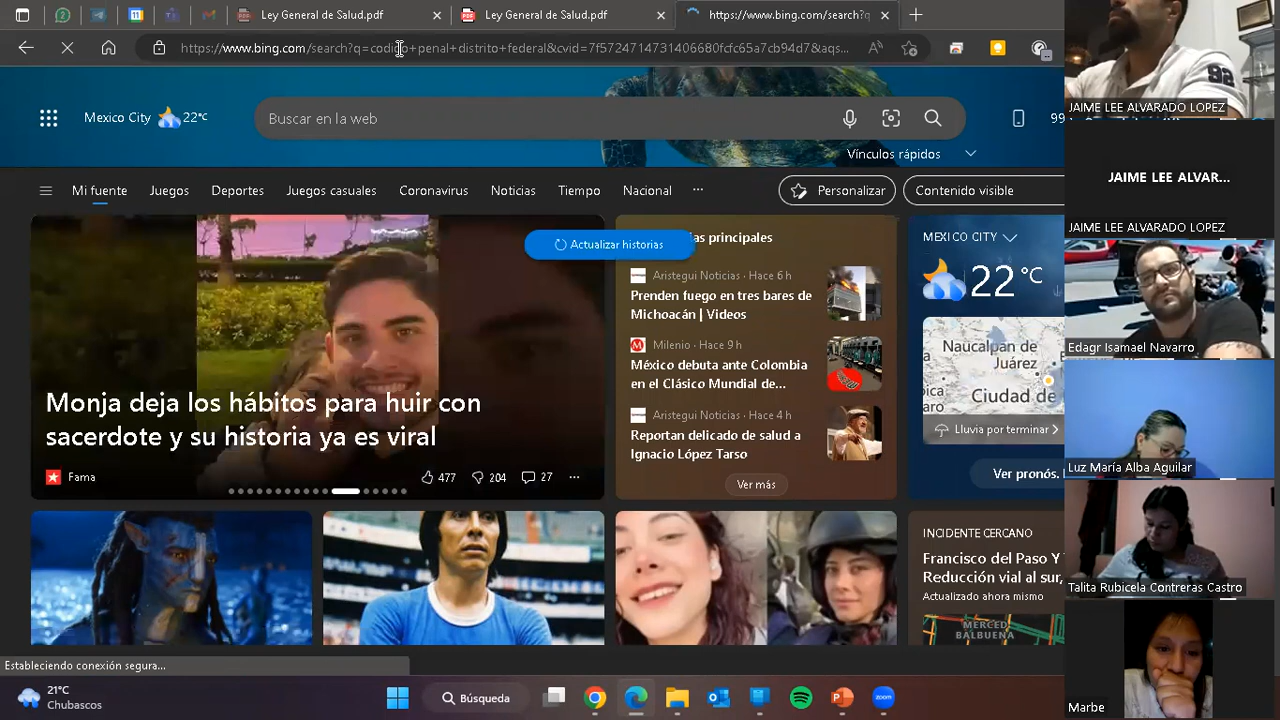 Ley General de Salud.pdf
Ley General de Salud.pdf
https://www.bing.com/search?q=c
https://www.bing.com/search?q=codigo+penal+distrito+federal&cvid=7f5724714731406680fcfc65a7cb94d7&aqs...
Mexico City 22°C
Buscar en la web
99
Vínculos rápidos
Mi fuente Juegos Deportes Juegos casuales Coronavirus Noticias Tiempo Nacional ...
Personalizar
Contenido visible
Actualizar historias
as principales
Aristegui Noticias · Hace 6 h
Prenden fuego en tres bares de
Michoacán | Videos
Milenio · Hace 9 h
México debuta ante Colombia
en el Clásico Mundial de...
Aristegui Noticias · Hace 4 h
Reportan delicado de salud a
Ignacio López Tarso
Ver más
Monja deja los hábitos para huir con
sacerdote y su historia ya es viral
Fama
477 204 27 ...
MEXICO CITY
22 °C
Naucalpan de
Juárez
Ciudad de
Lluvia por terminar
Ver pronós.
INCIDENTE CERCANO
Francisco del Paso Y
Reducción vial al sur,
Actualizado ahora mismo
MERCED
BALBUENA
Estableciendo conexión segura...
21°C
Chubascos
Búsqueda
92
JAIME LEE ALVARADO LOPEZ
JAIME LEE ALVAR...
JAIME LEE ALVARADO LOPEZ
Edagr Isamael Navarro
Luz María Alba Aguilar
Talita Rubicela Contreras Castro
Marbe